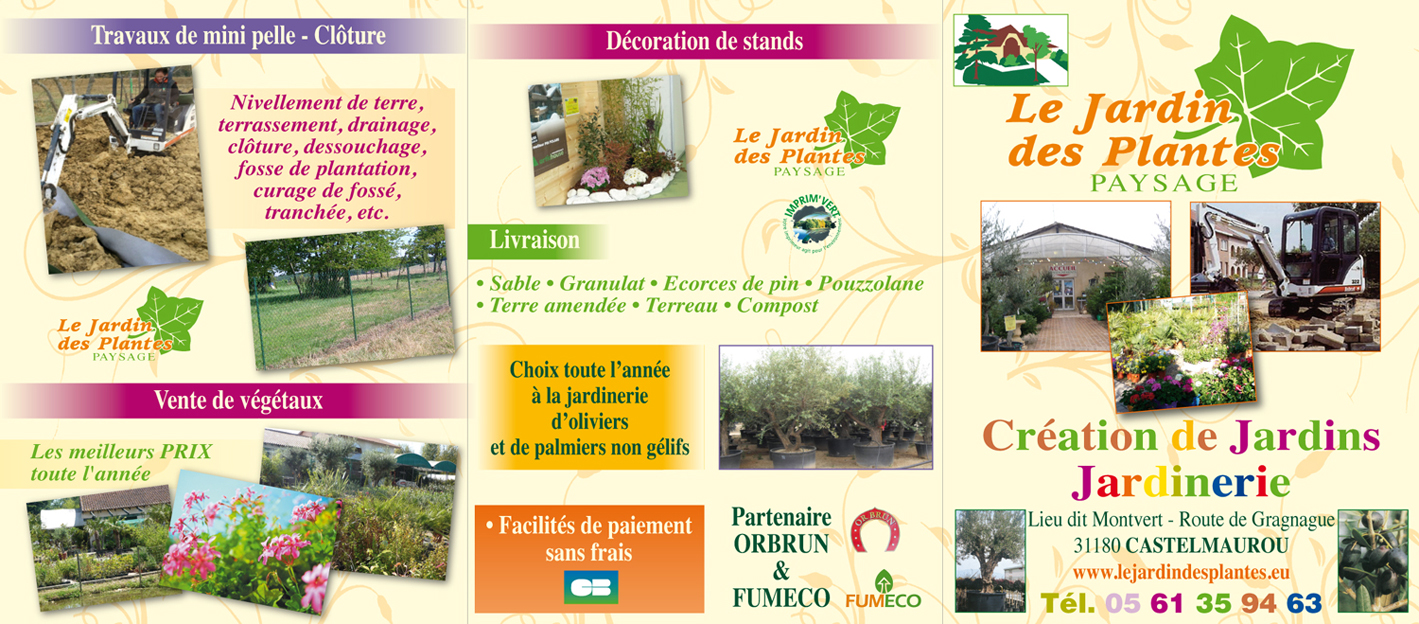 Travaux de mini pelle - Clôture
Nivellement de terre,
terrassement, drainage,
clôture, dessouchage,
fosse de plantation,
curage de fossé,
tranchée, etc.
Le Jardin
des Plantes
PAYSAGE
Vente de végétaux
Les meilleurs PRIX
toute l'année
Décoration de stands
Le Jardin
des Plantes
PAYSAGE
IMPRIM'VERT
Livraison
• Sable • Granulat • Ecorces de pin • Pouzzolane
• Terre amendée • Terreau • Compost
Choix toute l’année
à la jardinerie
d’oliviers
et de palmiers non gélifs
• Facilités de paiement
sans frais
CB
Partenaire
ORBRUN
&
FUMECO
OR BRUN
FUMECO
Le Jardin
des Plantes
PAYSAGE
ACCUEIL
Création de Jardins
Jardinerie
Lieu dit Montvert - Route de Gragnague
31180 CASTELMAUROU
www.lejardindesplantes.eu
Tél. 05 61 35 94 63